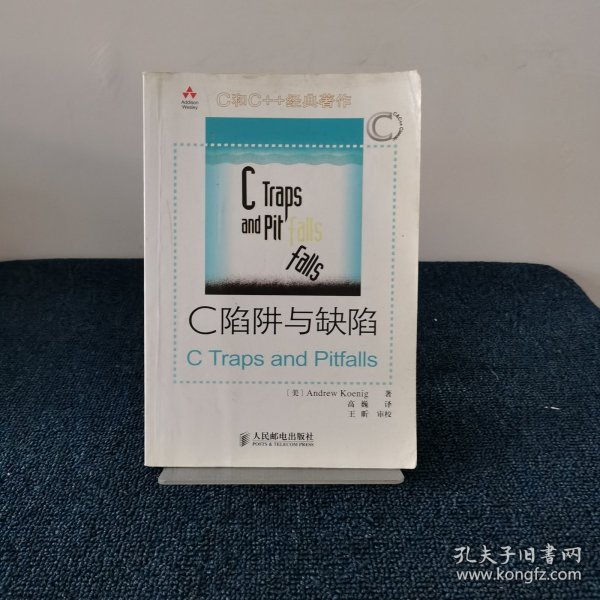 Addison
Wesley
C和C++经典著作
C
C Traps
and Pit falls
falls
C陷阱与缺陷
C Traps and Pitfalls
〔美〕Andrew Koenig 著
高巍 译
王昕 审校
人民邮电出版社
POSTS & TELECOM PRESS
孔夫子旧書网
www.kongfz.com